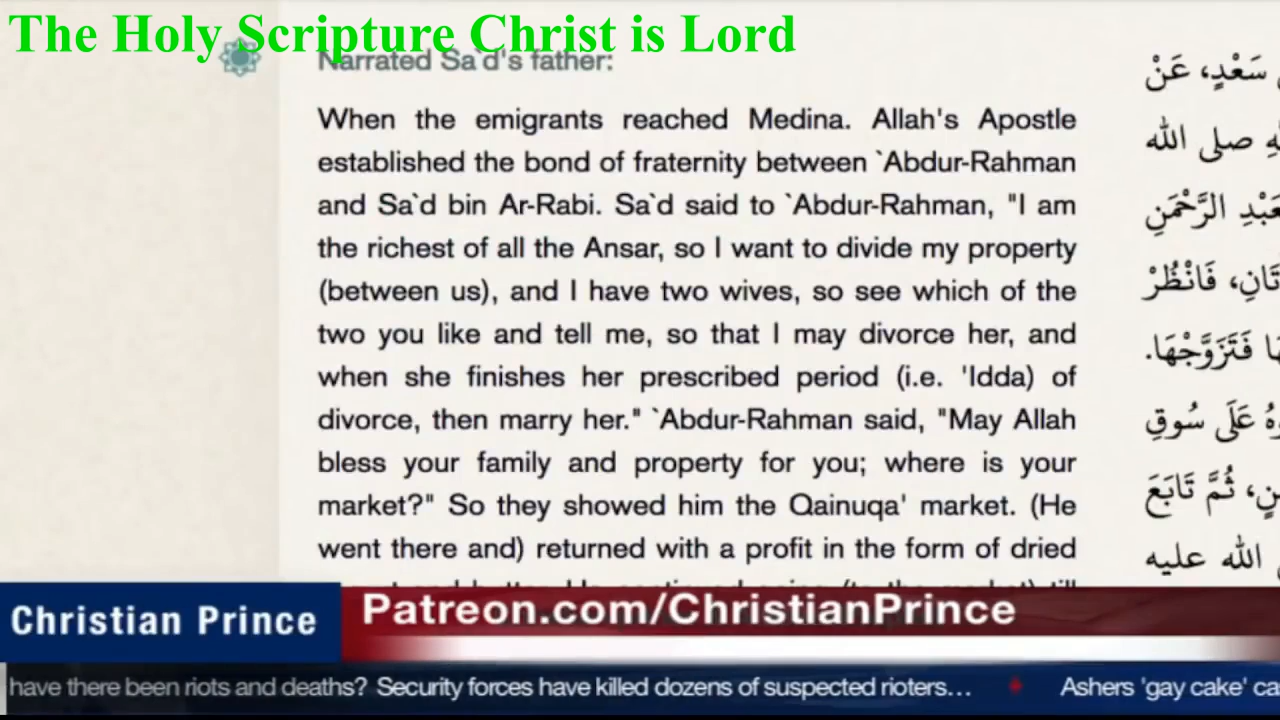 The Holy Scripture Christ is Lord
Narrated Sa`d's father:
When the emigrants reached Medina. Allah's Apostle
established the bond of fraternity between `Abdur-Rahman
and Sa`d bin Ar-Rabi. Sa`d said to `Abdur-Rahman, "I am
the richest of all the Ansar, so I want to divide my property
(between us), and I have two wives, so see which of the
two you like and tell me, so that I may divorce her, and
when she finishes her prescribed period (i.e. 'Idda) of
divorce, then marry her." `Abdur-Rahman said, "May Allah
bless your family and property for you; where is your
market?" So they showed him the Qainuqa' market. (He
went there and) returned with a profit in the form of dried
سَعْدٍ، عَنْ
صلى الله
الرَّحْمَنِ
فَانْظُرْ
فَتَزَوَّجْهَا.
عَلَى سُوقِ
ثُمَّ تَابَعَ
الله عليه
Christian Prince
Patreon.com/ChristianPrince
have there been riots and deaths? Security forces have killed dozens of suspected rioters... Ashers 'gay cake'